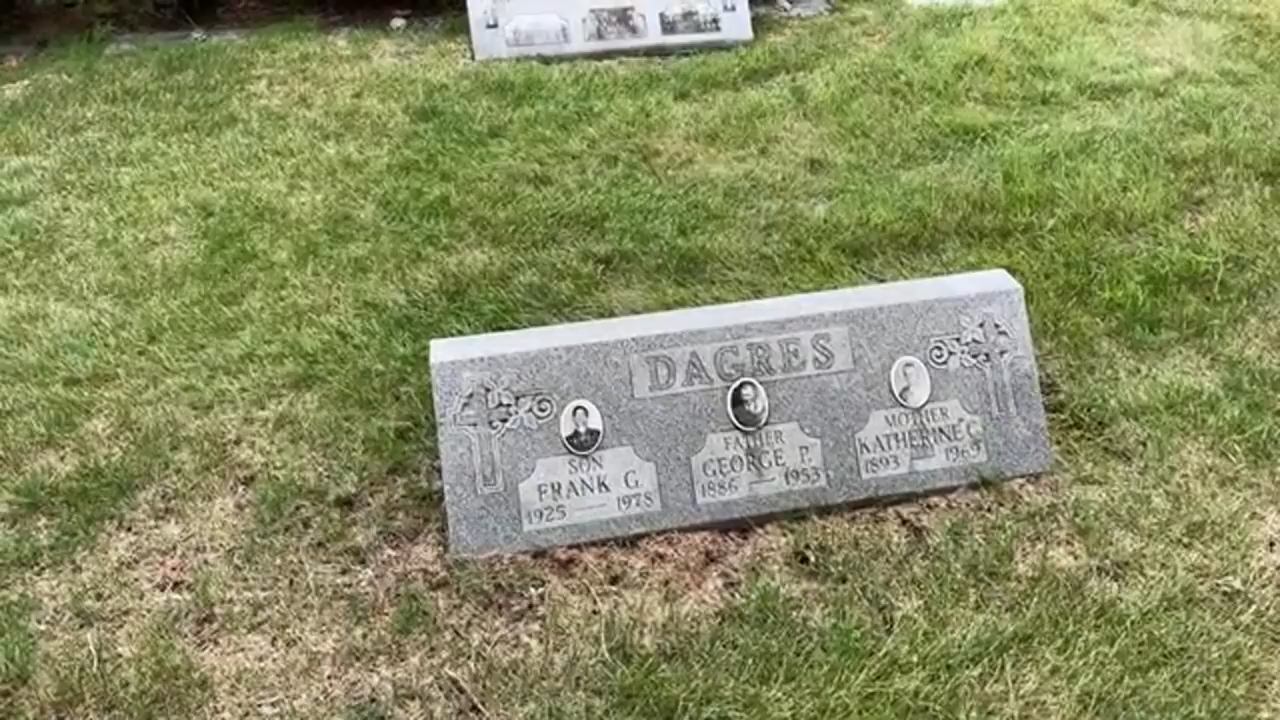 DAGRES
SON
FRANK G.
1925 — 1978
FATHER
GEORGE P.
1886 — 1953
MOTHER
KATHERINE C.
1893 — 1969